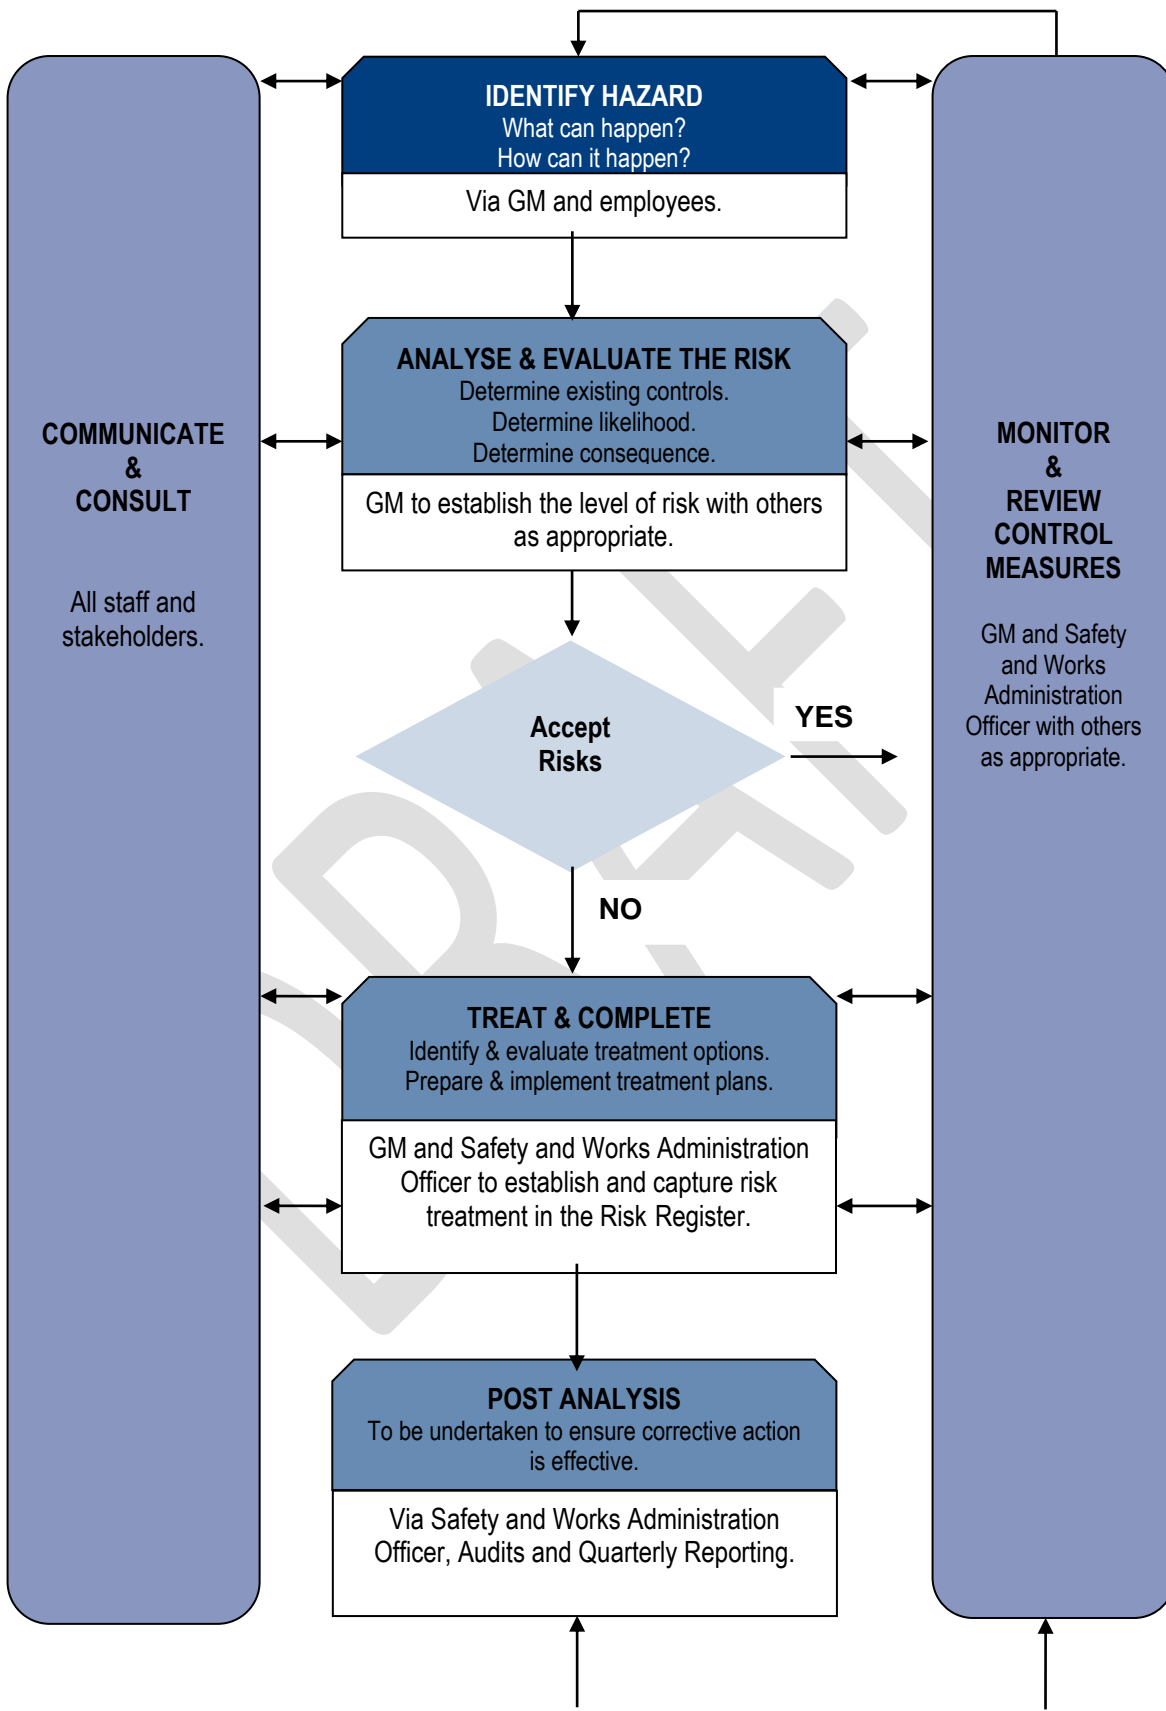 IDENTIFY HAZARD
What can happen?
How can it happen?
Via GM and employees.
ANALYSE & EVALUATE THE RISK
Determine existing controls.
Determine likelihood.
Determine consequence.
GM to establish the level of risk with others
as appropriate.
COMMUNICATE
&
CONSULT
All staff and
stakeholders.
MONITOR
&
REVIEW
CONTROL
MEASURES
GM and Safety
and Works
Administration
Officer with others
as appropriate.
Accept
Risks
YES
NO
TREAT & COMPLETE
Identify & evaluate treatment options.
Prepare & implement treatment plans.
GM and Safety and Works Administration
Officer to establish and capture risk
treatment in the Risk Register.
POST ANALYSIS
To be undertaken to ensure corrective action
is effective.
Via Safety and Works Administration
Officer, Audits and Quarterly Reporting.
DRAFT